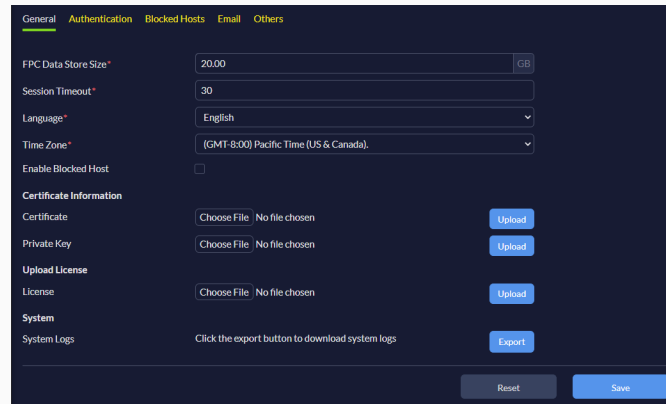 General Authentication Blocked Hosts Email Others
FPC Data Store Size* 20.00 GB
Session Timeout* 30
Language* English
Time Zone* (GMT-8:00) Pacific Time (US & Canada).
Enable Blocked Host
Certificate Information
Certificate Choose File No file chosen Upload
Private Key Choose File No file chosen Upload
Upload License
License Choose File No file chosen Upload
System
System Logs Click the export button to download system logs Export
Reset Save